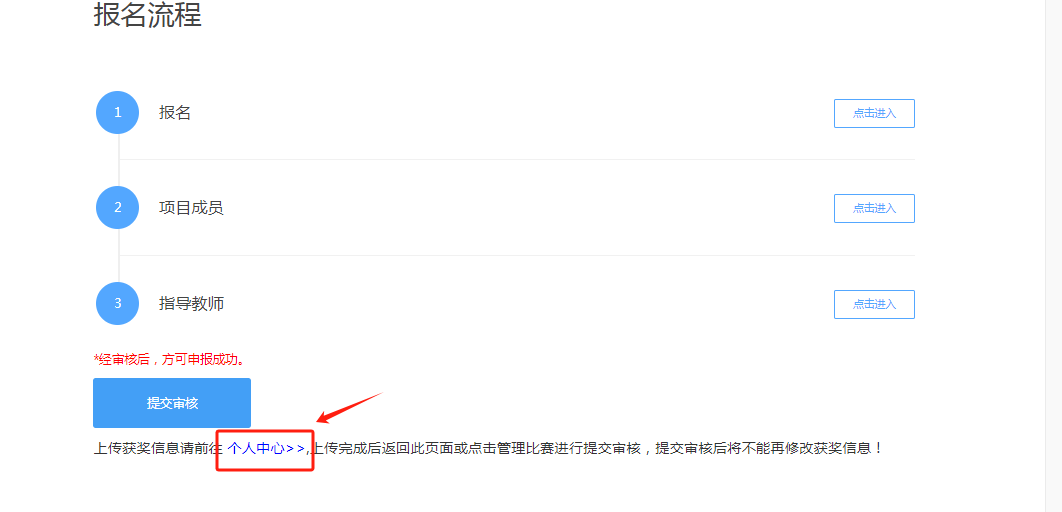 报名流程
1 报名 点击进入
2 项目成员 点击进入
3 指导教师 点击进入
*经审核后，方可申报成功。
提交审核
上传获奖信息请前往 个人中心>>,上传完成后返回此页面或点击管理比赛进行提交审核，提交审核后将不能再修改获奖信息！